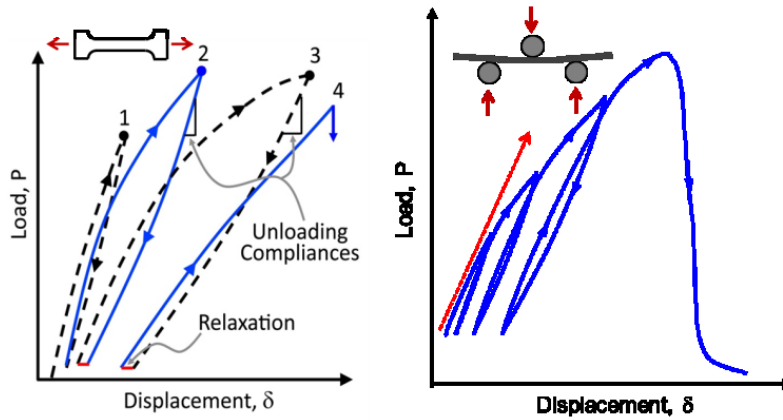 1
2
3
4
Load, P
Unloading
Compliances
Relaxation
Displacement, δ
Load, P
Displacement, δ